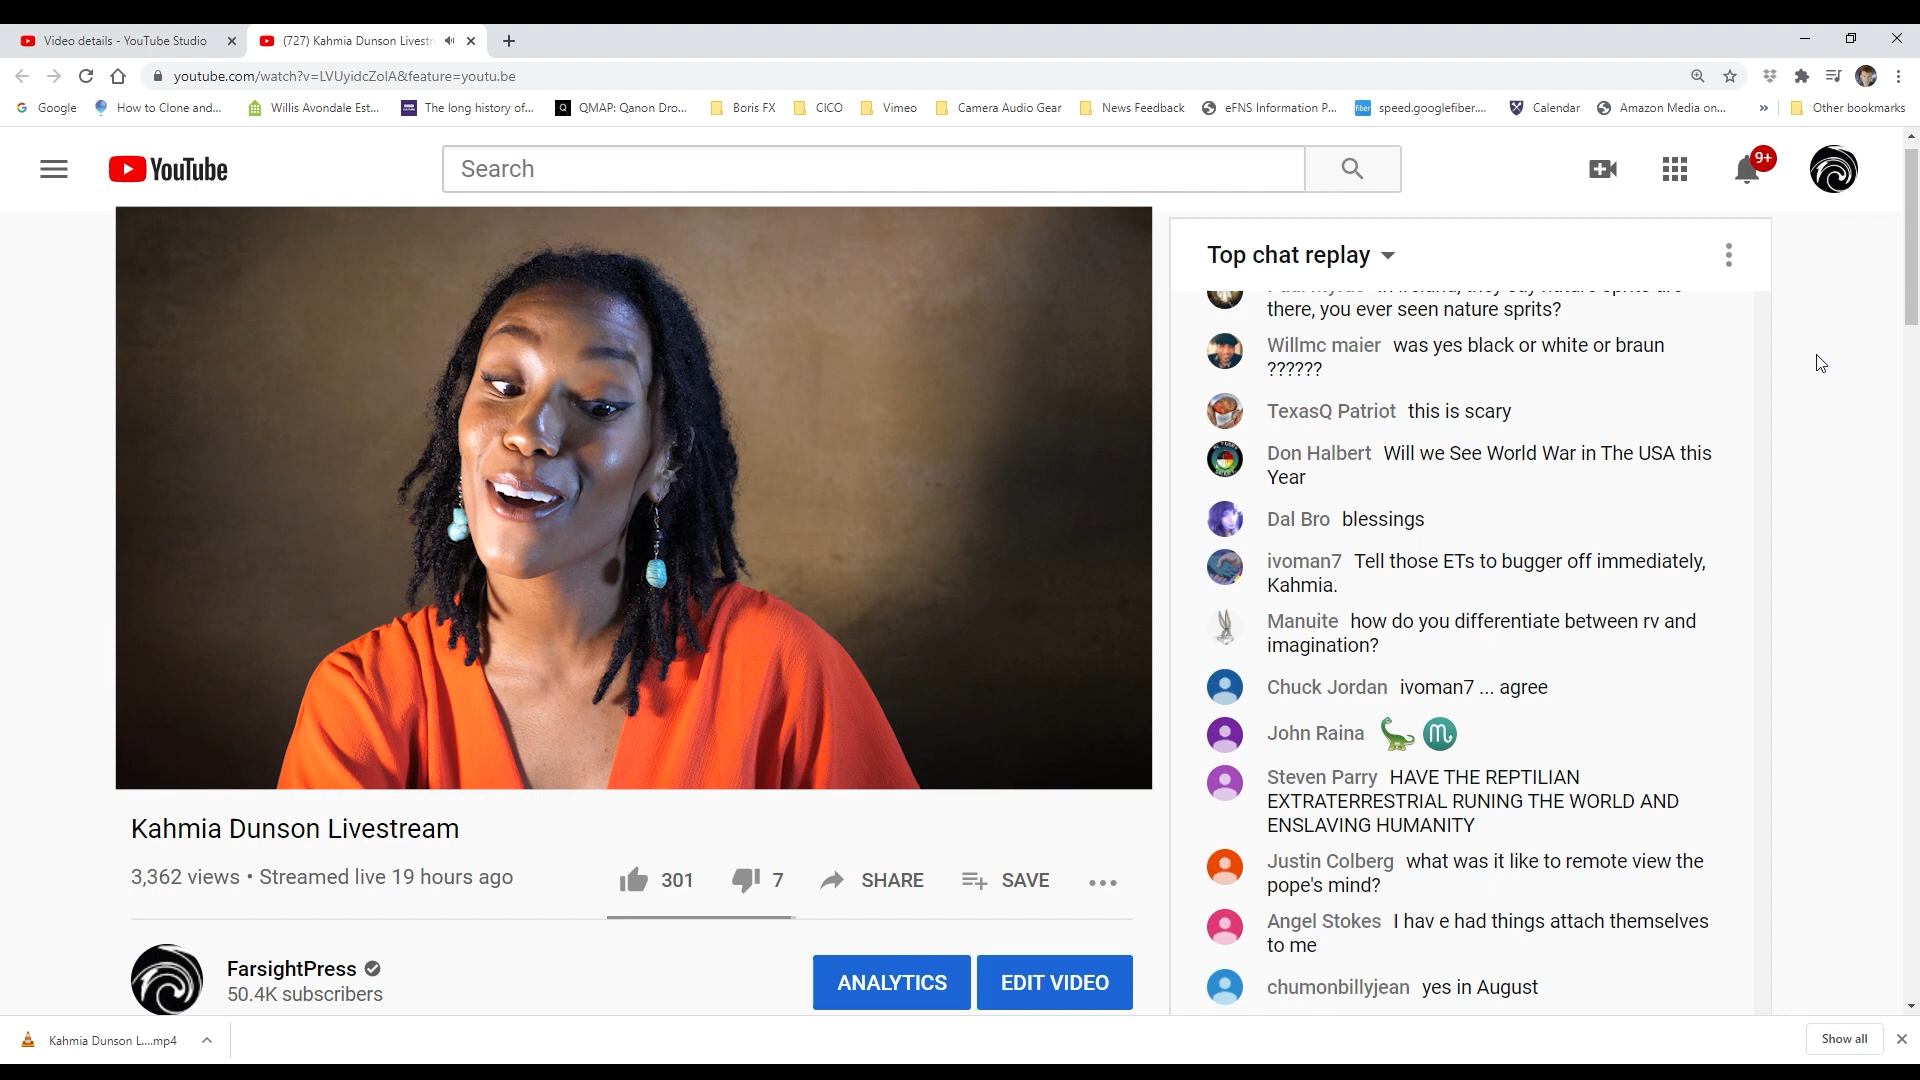 Video details - YouTube Studio
(727) Kahmia Dunson Livestr
youtube.com/watch?v=LVUyidcZolA&feature=youtu.be
Google
How to Clone and...
Willis Avondale Est...
The long history of...
QMAP: Qanon Dro...
Boris FX
CICO
Vimeo
Camera Audio Gear
News Feedback
eFNS Information P...
fiber
speed.googlefiber....
Calendar
Amazon Media on...
»
Other bookmarks
YouTube
Search
9+
Top chat replay
there, you ever seen nature sprits?
Willmc maier was yes black or white or braun
??????
TexasQ Patriot this is scary
Don Halbert Will we See World War in The USA this
Year
Dal Bro blessings
ivoman7 Tell those ETs to bugger off immediately,
Kahmia.
Manuite how do you differentiate between rv and
imagination?
Chuck Jordan ivoman7 ... agree
John Raina 🦕 ♏
Steven Parry HAVE THE REPTILIAN
EXTRATERRESTRIAL RUNING THE WORLD AND
ENSLAVING HUMANITY
Justin Colberg what was it like to remote view the
pope's mind?
Angel Stokes I hav e had things attach themselves
to me
chumonbillyjean yes in August
Kahmia Dunson Livestream
3,362 views • Streamed live 19 hours ago
301
7
SHARE
SAVE
FarsightPress
50.4K subscribers
ANALYTICS
EDIT VIDEO
Kahmia Dunson L....mp4
Show all